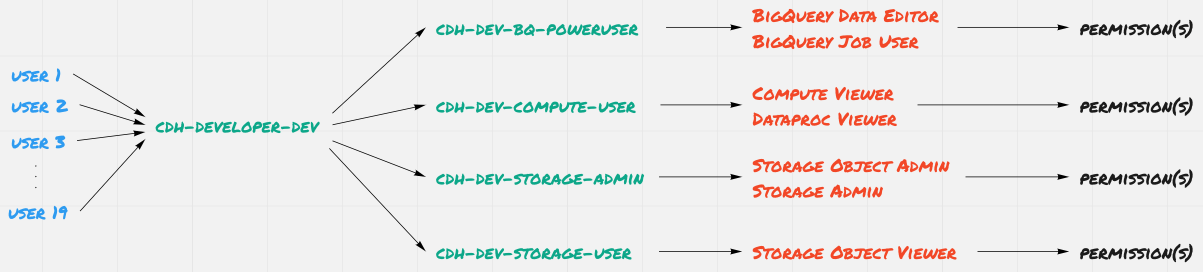 USER 1
USER 2
USER 3
USER 19
CDH-DEVELOPER-DEV
CDH-DEV-BQ-POWERUSER
BIGQUERY DATA EDITOR
BIGQUERY JOB USER
PERMISSION(S)
CDH-DEV-COMPUTE-USER
COMPUTE VIEWER
DATAPROC VIEWER
PERMISSION(S)
CDH-DEV-STORAGE-ADMIN
STORAGE OBJECT ADMIN
STORAGE ADMIN
PERMISSION(S)
CDH-DEV-STORAGE-USER
STORAGE OBJECT VIEWER
PERMISSION(S)